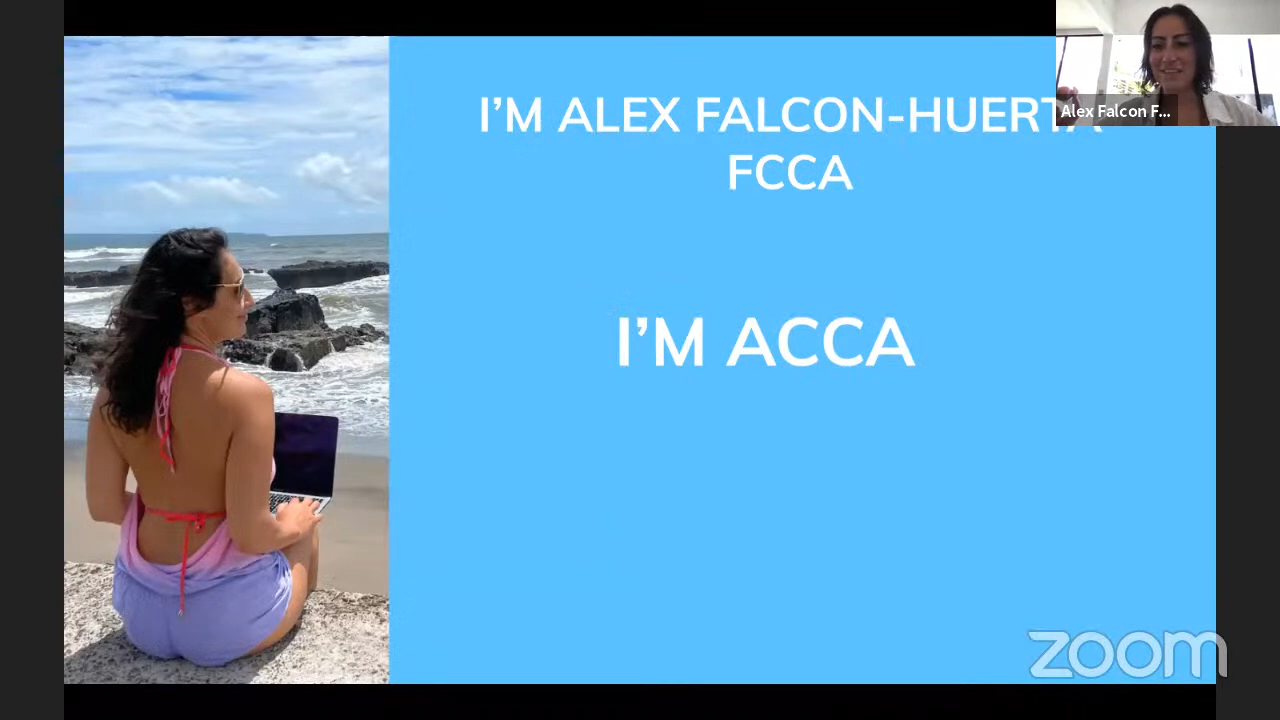 I'M ALEX FALCON-HUERTA
FCCA
I'M ACCA
Alex Falcon F...
zoom